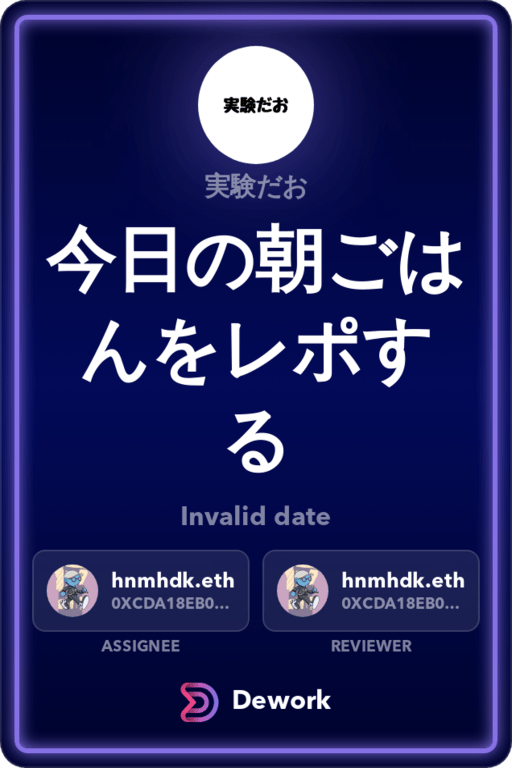 実験だお
実験だお
今日の朝ごは
んをレポす
る
Invalid date
hnmhdk.eth
0XCDA18EB0...
ASSIGNEE
hnmhdk.eth
0XCDA18EB0...
REVIEWER
Dework